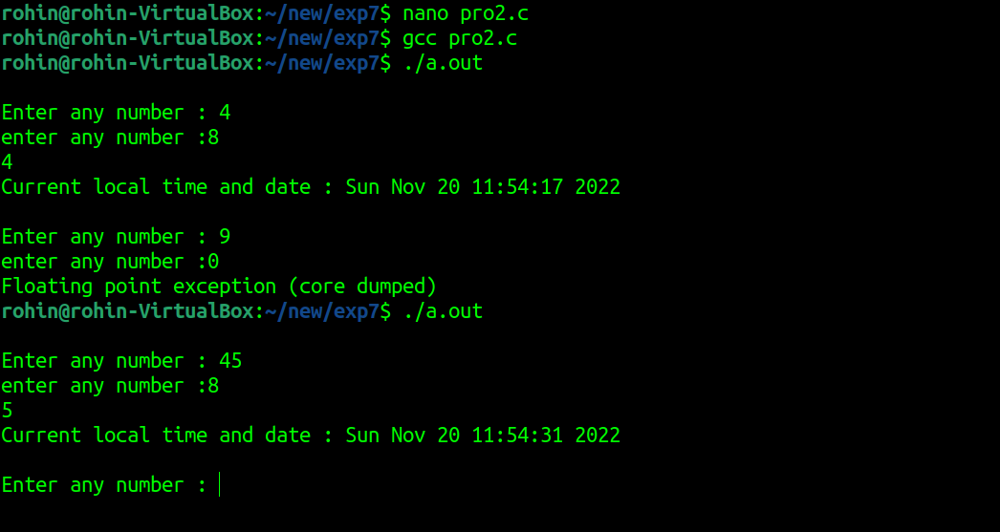 rohin@rohin-VirtualBox:~/new/exp7$ nano pro2.c
rohin@rohin-VirtualBox:~/new/exp7$ gcc pro2.c
rohin@rohin-VirtualBox:~/new/exp7$ ./a.out
Enter any number : 4
enter any number :8
4
Current local time and date : Sun Nov 20 11:54:17 2022
Enter any number : 9
enter any number :0
Floating point exception (core dumped)
rohin@rohin-VirtualBox:~/new/exp7$ ./a.out
Enter any number : 45
enter any number :8
5
Current local time and date : Sun Nov 20 11:54:31 2022
Enter any number :